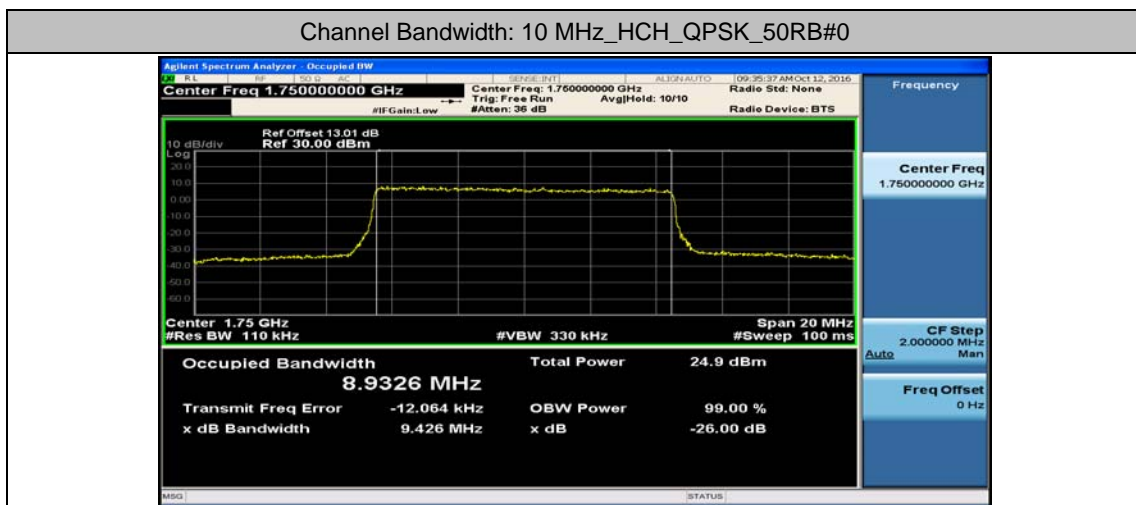 Channel Bandwidth: 10 MHz_HCH_QPSK_50RB#0
Agilent Spectrum Analyzer - Occupied BW
RL RF 50 Ω AC SENSE:INT ALIGN AUTO 09:35:37 AM Oct 12, 2016
Center Freq 1.750000000 GHz
Center Freq: 1.750000000 GHz
Radio Std: None
Trig: Free Run Avg|Hold: 10/10
#IFGain:Low #Atten: 36 dB Radio Device: BTS
Ref Offset 13.01 dB
10 dB/div Ref 30.00 dBm
Log
20.0
10.0
0.00
-10.0
-20.0
-30.0
-40.0
-50.0
-60.0
Center 1.75 GHz Span 20 MHz
#Res BW 110 kHz #VBW 330 kHz #Sweep 100 ms
Occupied Bandwidth Total Power 24.9 dBm
8.9326 MHz
Transmit Freq Error -12.064 kHz OBW Power 99.00 %
x dB Bandwidth 9.426 MHz x dB -26.00 dB
MSG STATUS
Frequency
Center Freq
1.750000000 GHz
CF Step
2.000000 MHz
Auto Man
Freq Offset
0 Hz